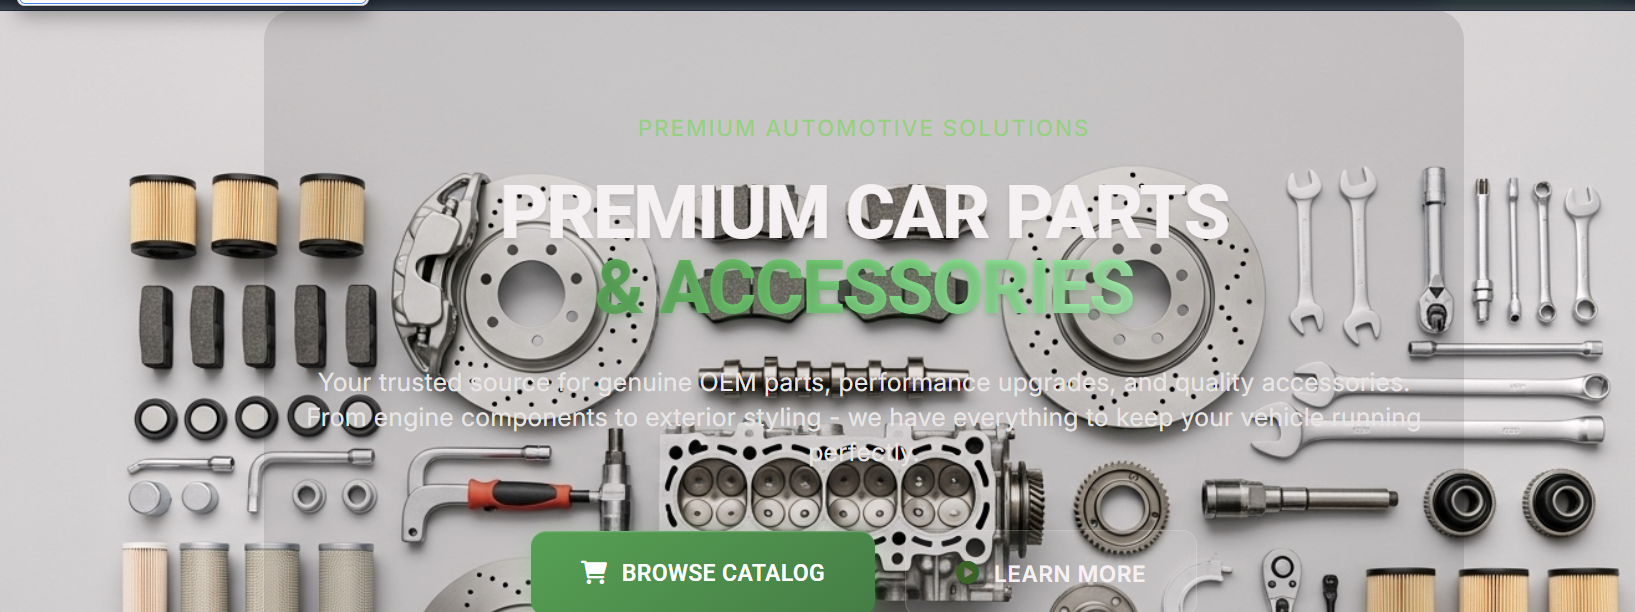 PREMIUM AUTOMOTIVE SOLUTIONS
PREMIUM CAR PARTS
& ACCESSORIES
Your trusted source for genuine OEM parts, performance upgrades, and quality accessories.
From engine components to exterior styling - we have everything to keep your vehicle running
perfectly.
BROWSE CATALOG
LEARN MORE